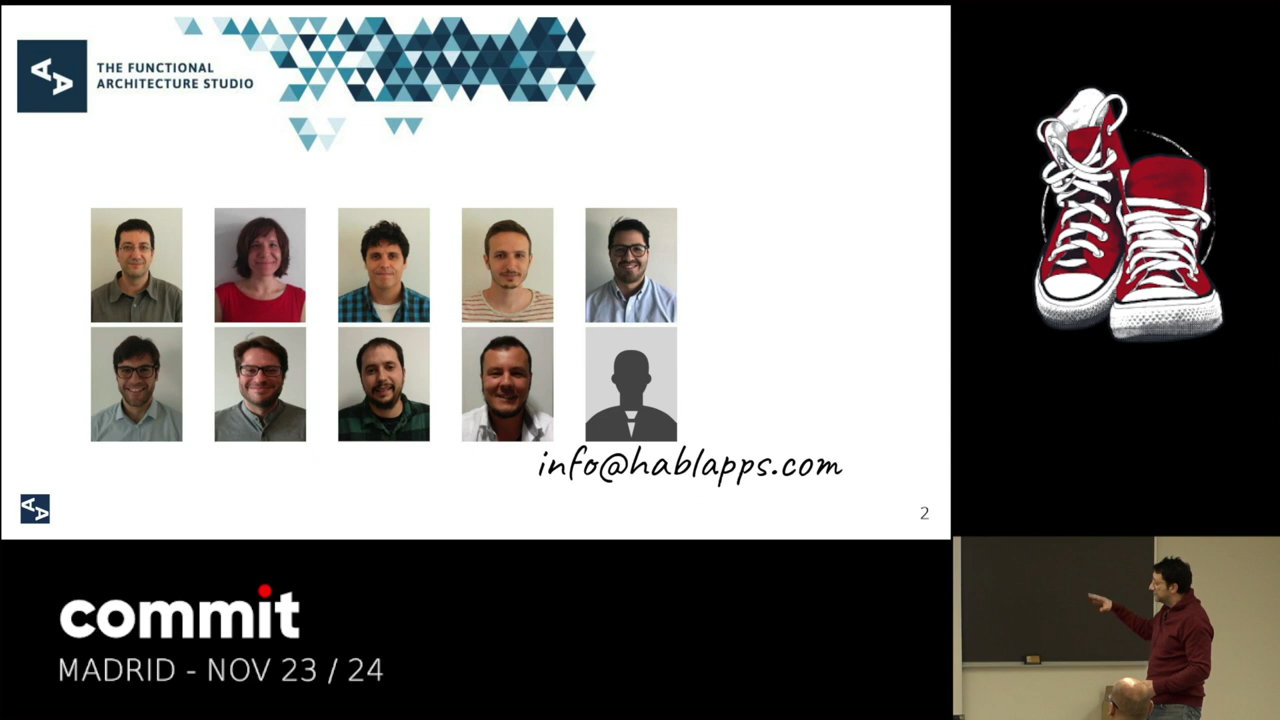 THE FUNCTIONAL
ARCHITECTURE STUDIO
info@hablapps.com
2
commit
MADRID - NOV 23 / 24